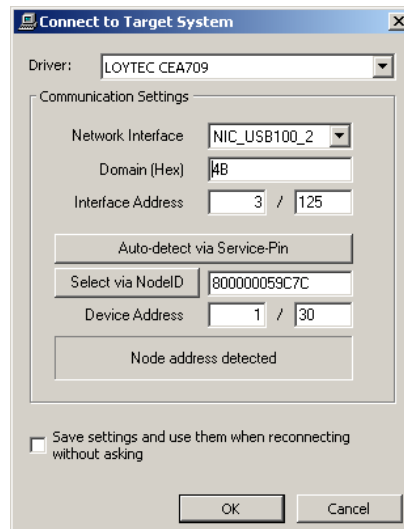 Connect to Target System
Driver: LOYTEC CEA709
Communication Settings
Network Interface NIC_USB100_2
Domain (Hex) 4B
Interface Address 3 / 125
Auto-detect via Service-Pin
Select via NodeID 800000059C7C
Device Address 1 / 30
Node address detected
Save settings and use them when reconnecting
without asking
OK Cancel